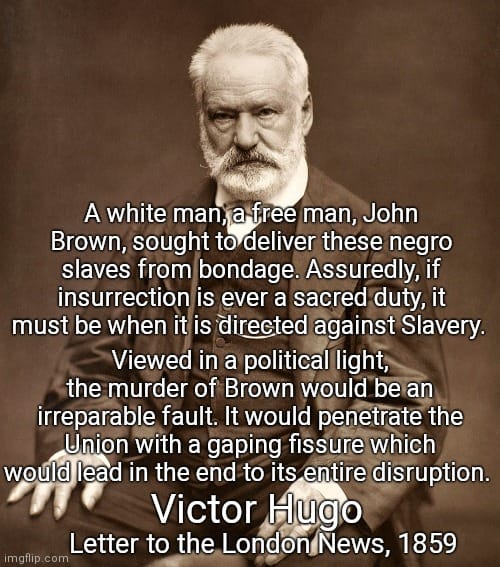 A white man, a free man, John
Brown, sought to deliver these negro
slaves from bondage. Assuredly, if
insurrection is ever a sacred duty, it
must be when it is directed against Slavery.
Viewed in a political light,
the murder of Brown would be an
irreparable fault. It would penetrate the
Union with a gaping fissure which
would lead in the end to its entire disruption.
Victor Hugo
Letter to the London News, 1859
imgflip.com